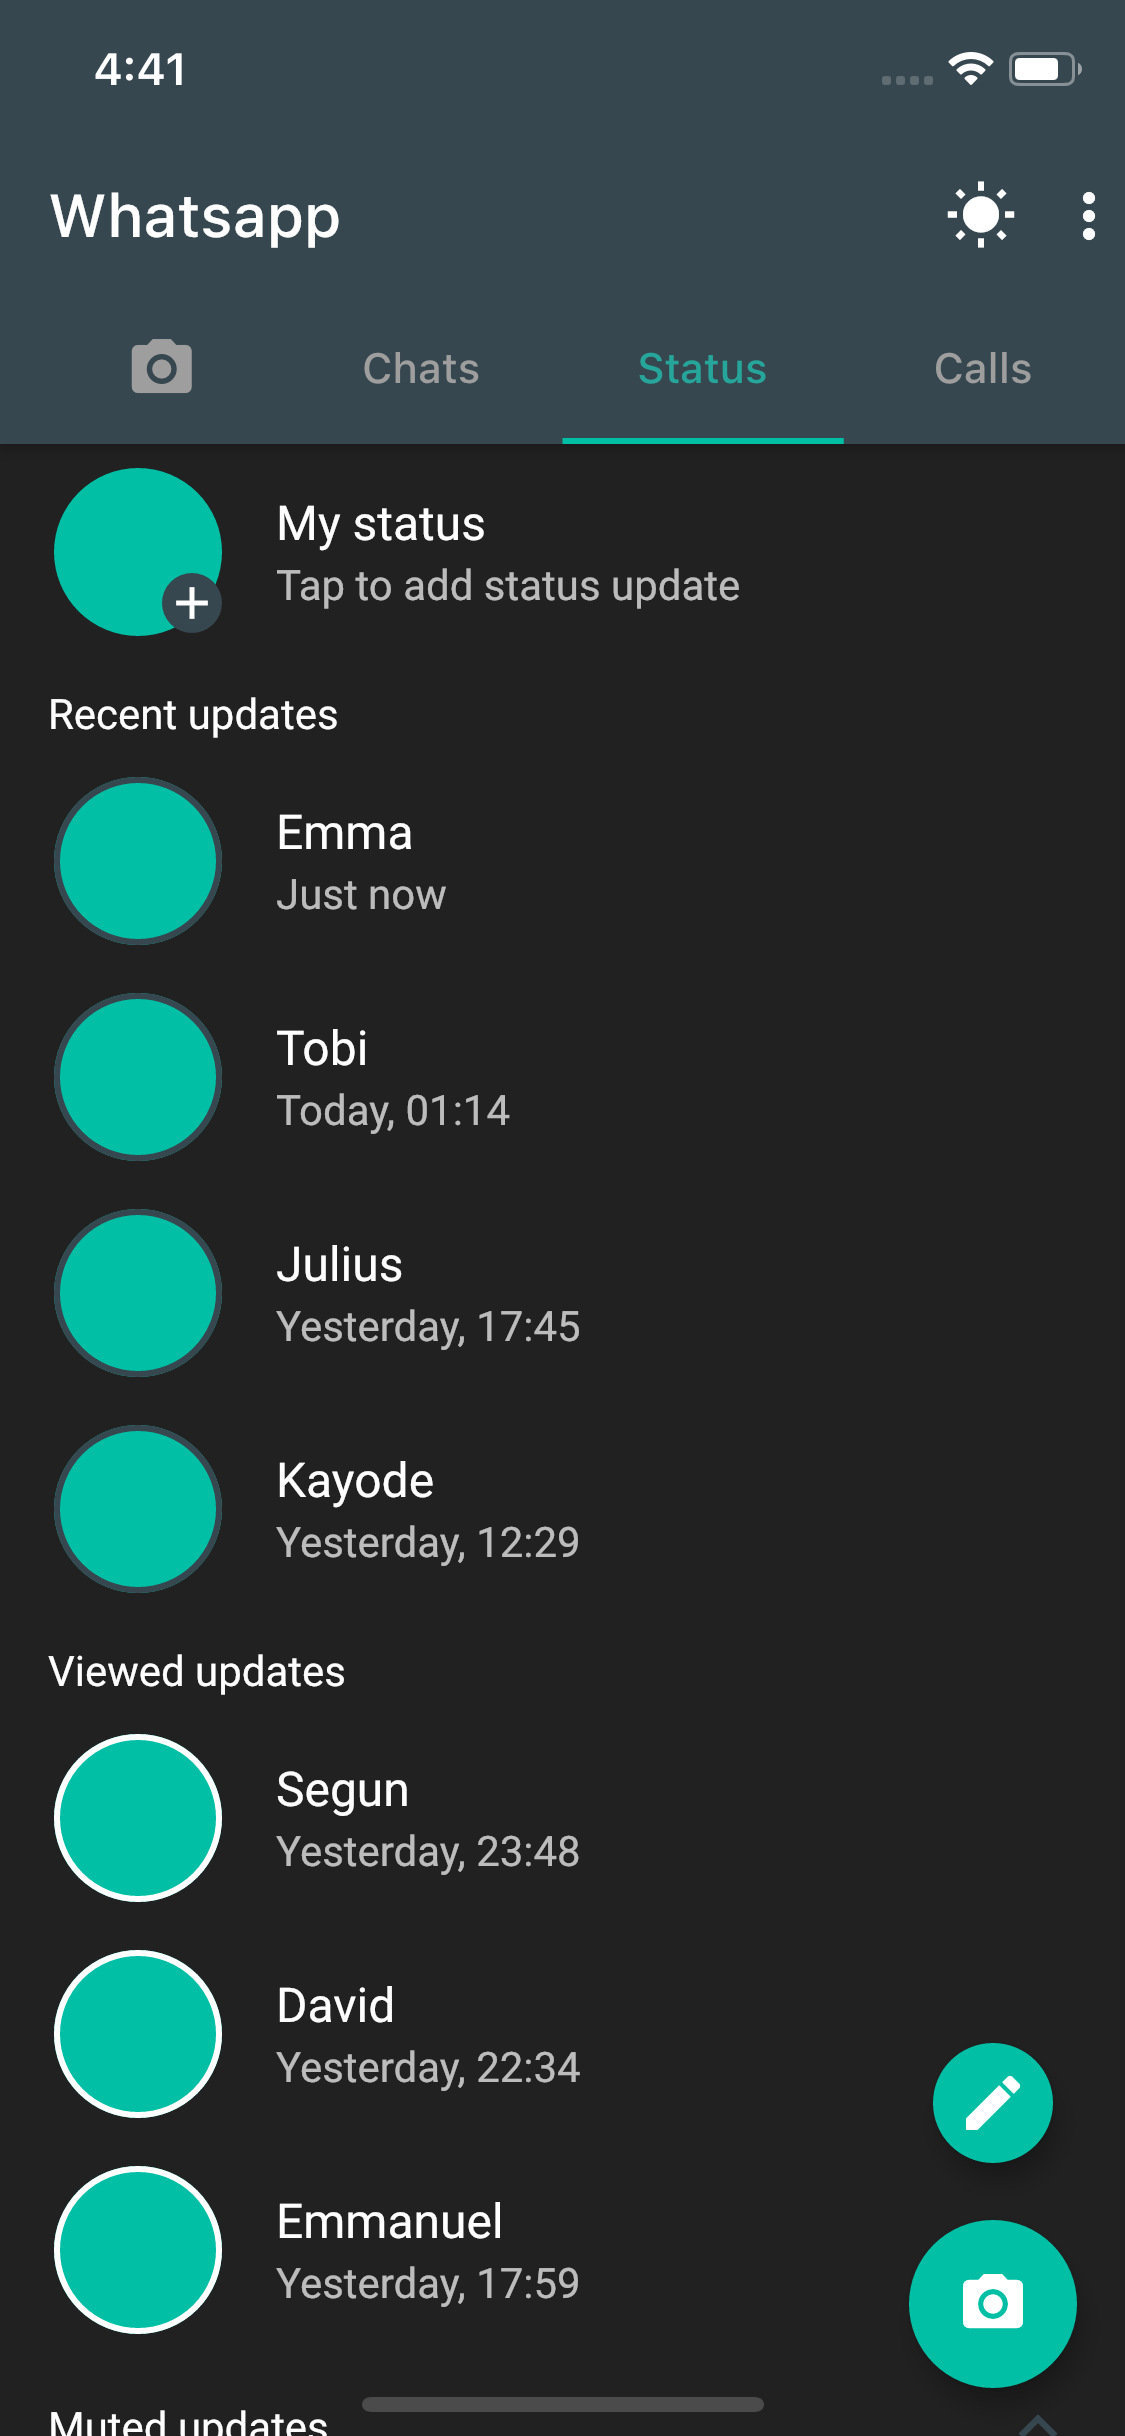 4:41
Whatsapp
Chats Status Calls
My status
Tap to add status update
Recent updates
Emma
Just now
Tobi
Today, 01:14
Julius
Yesterday, 17:45
Kayode
Yesterday, 12:29
Viewed updates
Segun
Yesterday, 23:48
David
Yesterday, 22:34
Emmanuel
Yesterday, 17:59
Muted updates